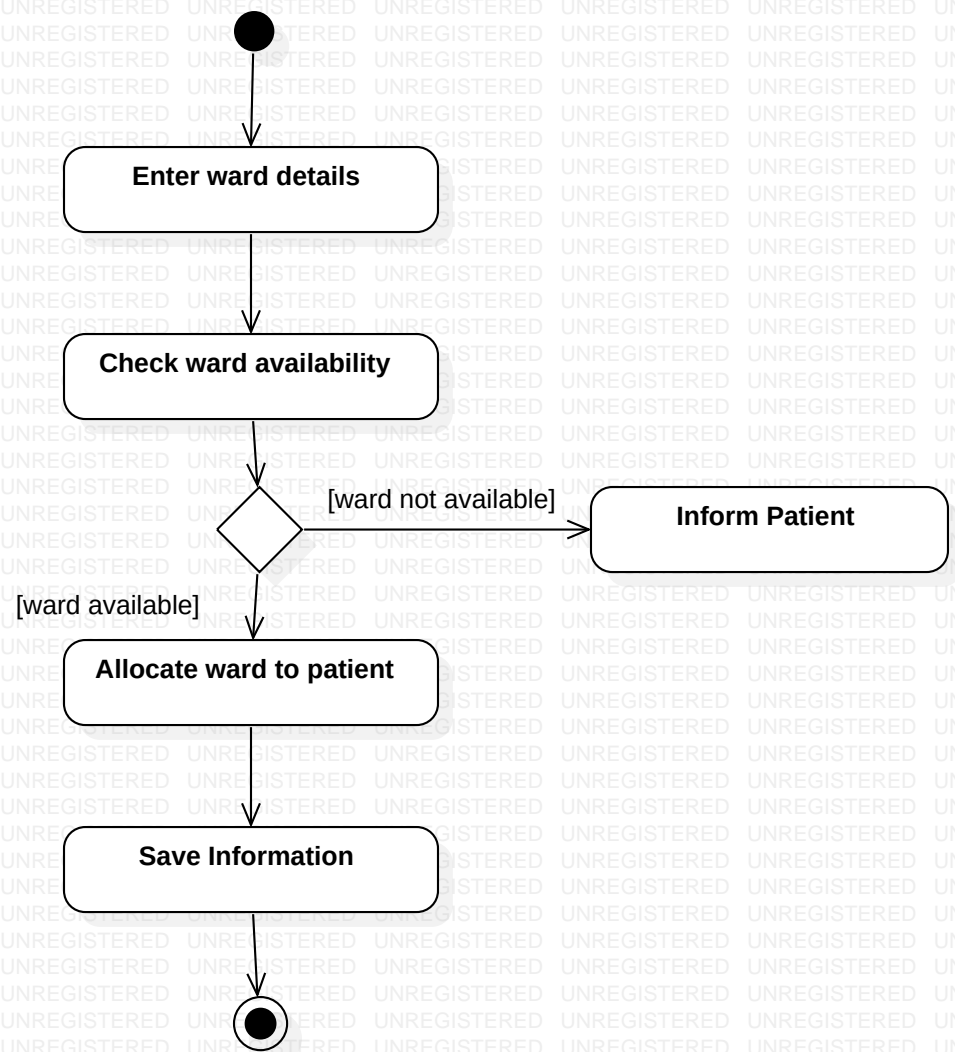 Enter ward details
Check ward availability
[ward not available]
Inform Patient
[ward available]
Allocate ward to patient
Save Information
UNREGISTERED